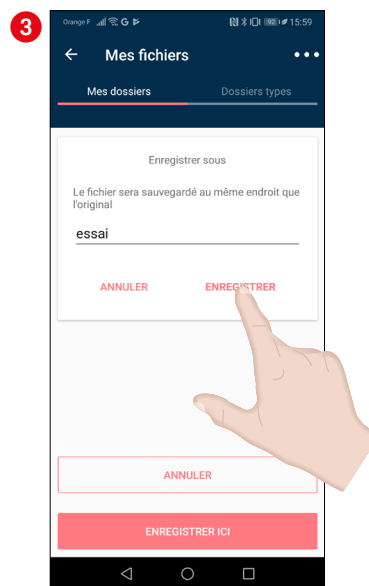 3
Orange F 92 15:59
Mes fichiers
Mes dossiers Dossiers types
Enregistrer sous
Le fichier sera sauvegardé au même endroit que
l'original
essai
ANNULER ENREGISTRER
ANNULER
ENREGISTRER ICI